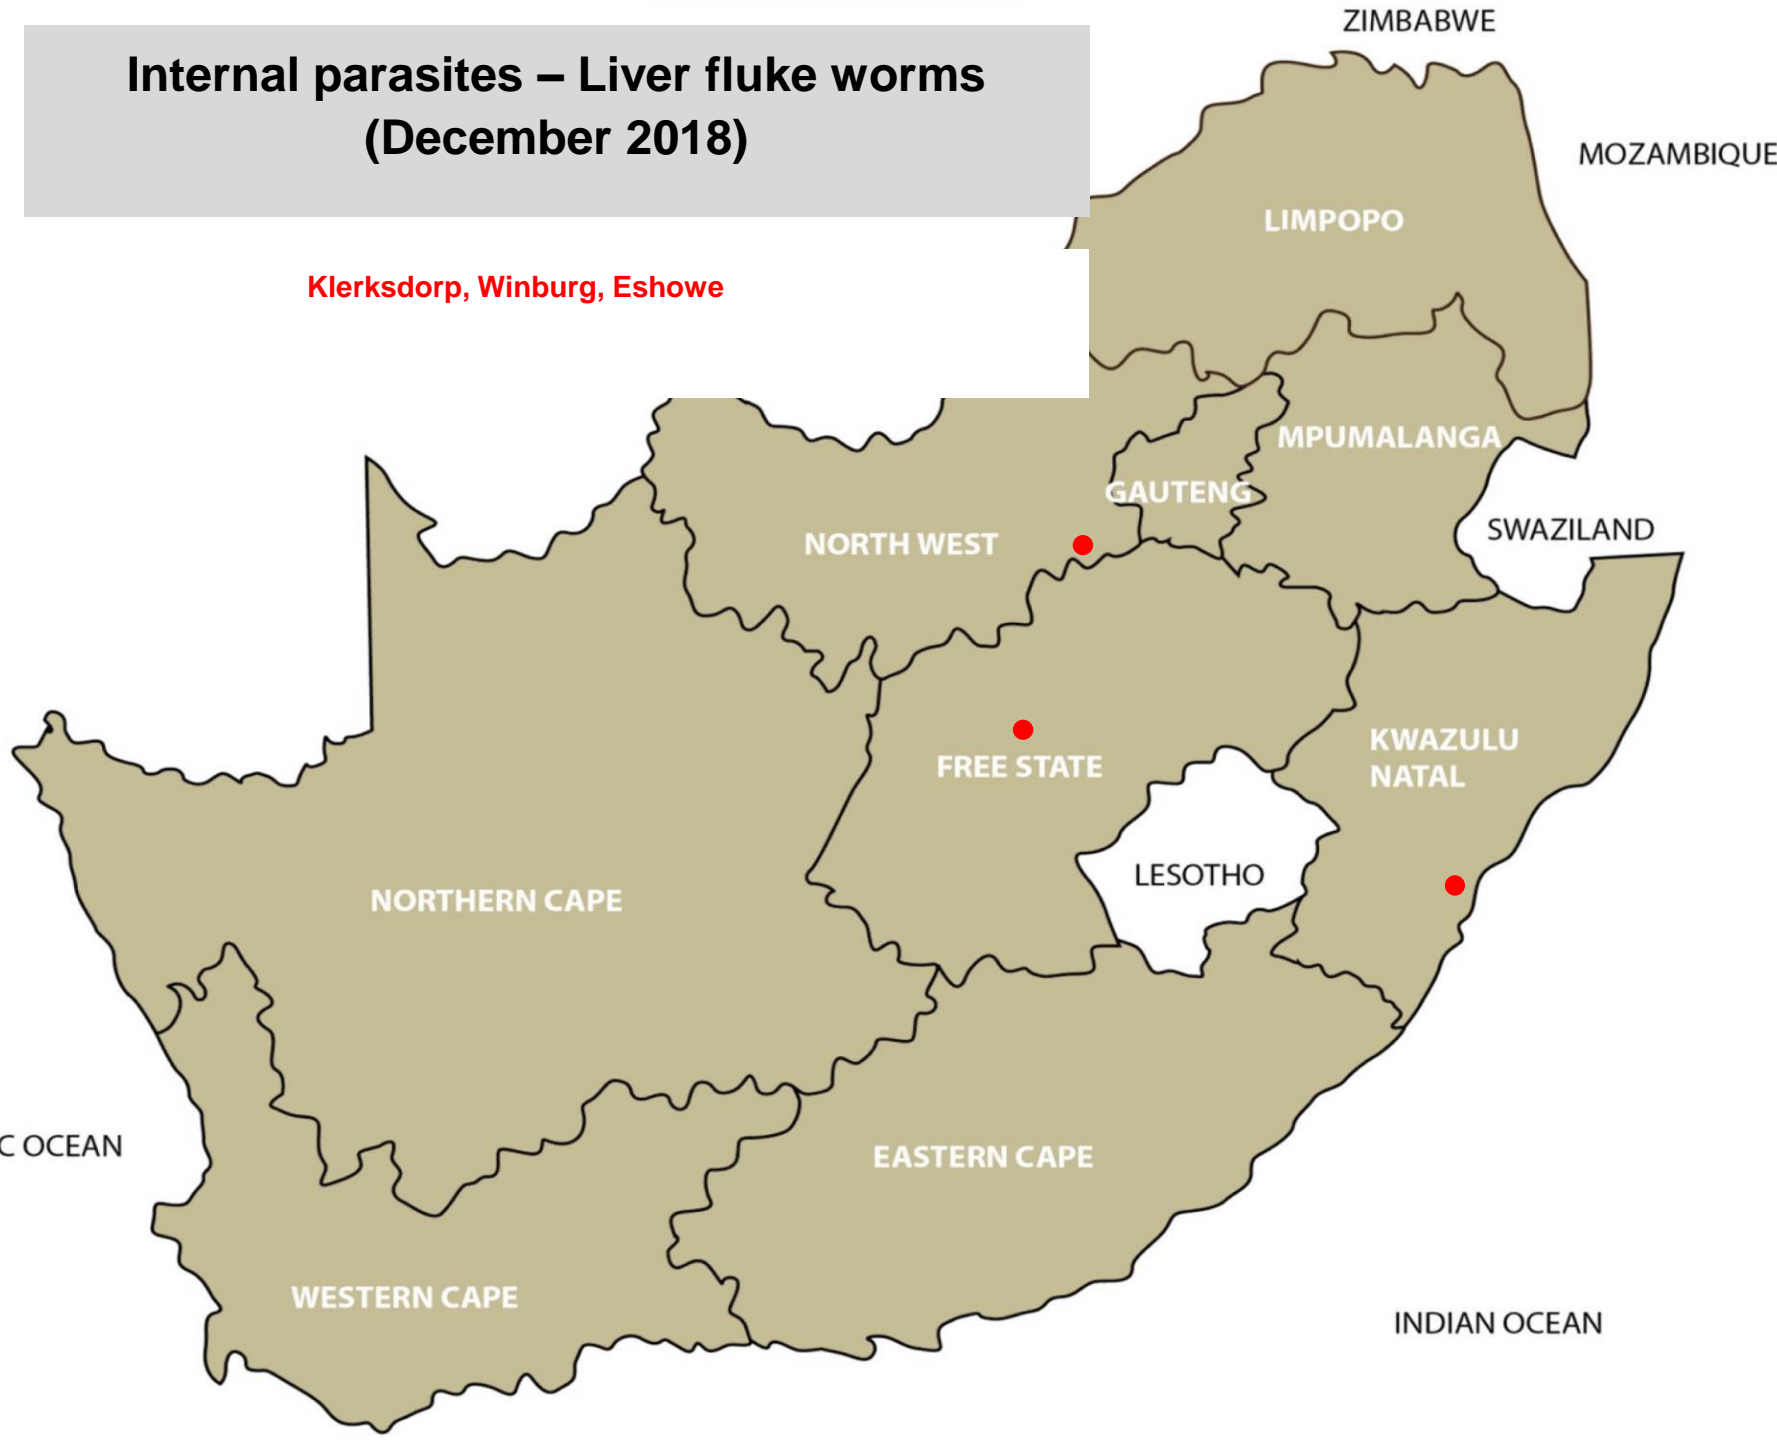 Internal parasites – Liver fluke worms
(December 2018)
Klerksdorp, Winburg, Eshowe
ZIMBABWE
MOZAMBIQUE
LIMPOPO
MPUMALANGA
GAUTENG
SWAZILAND
NORTH WEST
KWAZULU
NATAL
FREE STATE
LESOTHO
NORTHERN CAPE
C OCEAN
EASTERN CAPE
WESTERN CAPE
INDIAN OCEAN